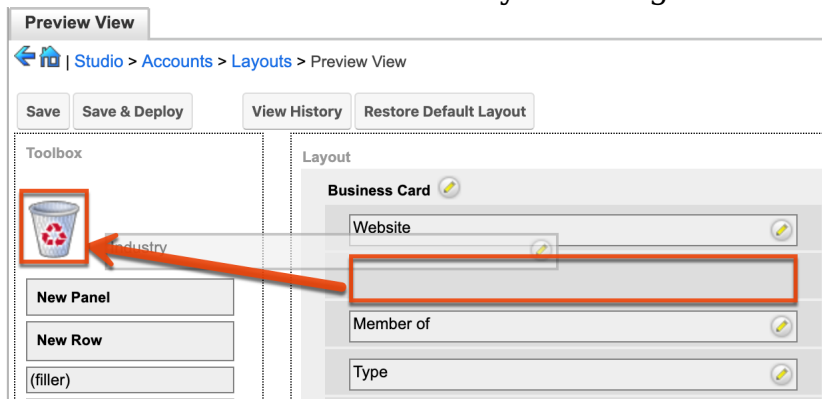 Preview View
| Studio > Accounts > Layouts > Preview View
Save Save & Deploy View History Restore Default Layout
Toolbox
Layout
Business Card
Website
Industry
New Panel
Member of
New Row
Type
(filler)